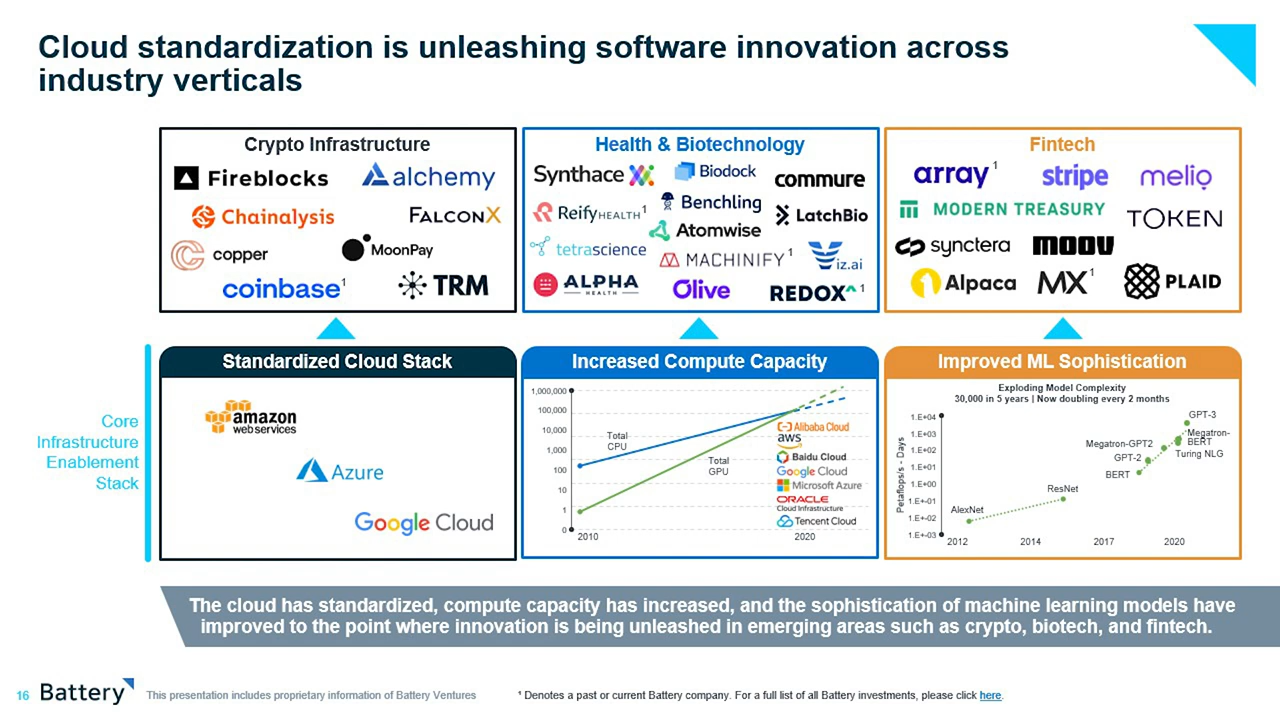 Cloud standardization is unleashing software innovation across
industry verticals
Crypto Infrastructure
Fireblocks
alchemy
Chainalysis
FALCONX
copper
MoonPay
coinbase¹
TRM
Health & Biotechnology
Synthace
Biodock
commure
Reify HEALTH¹
Benchling
LatchBio
Atomwise
tetrascience
MACHINIFY¹
Viz.ai
ALPHA
HEALTH
Olive
REDOX^¹
Fintech
array¹
stripe
melio
MODERN TREASURY
TOKEN
synctera
MOOV
Alpaca
MX¹
PLAID
Core
Infrastructure
Enablement
Stack
Standardized Cloud Stack
amazon
webservices
Azure
Google Cloud
Increased Compute Capacity
1,000,000
100,000
10,000
1,000
100
10
1
0
2010
2020
Total
CPU
Total
GPU
Alibaba Cloud
aws
Baidu Cloud
Google Cloud
Microsoft Azure
ORACLE
Cloud Infrastructure
Tencent Cloud
Improved ML Sophistication
Exploding Model Complexity
30,000 in 5 years | Now doubling every 2 months
Petaflops/s - Days
1.E+04
1.E+03
1.E+02
1.E+01
1.E+00
1.E+-01
1.E+-02
1.E+-03
2012
2014
2017
2020
AlexNet
ResNet
BERT
GPT-2
Megatron-GPT2
GPT-3
Megatron-
BERT
Turing NLG
The cloud has standardized, compute capacity has increased, and the sophistication of machine learning models have
improved to the point where innovation is being unleashed in emerging areas such as crypto, biotech, and fintech.
16 Battery This presentation includes proprietary information of Battery Ventures
¹ Denotes a past or current Battery company. For a full list of all Battery investments, please click here.